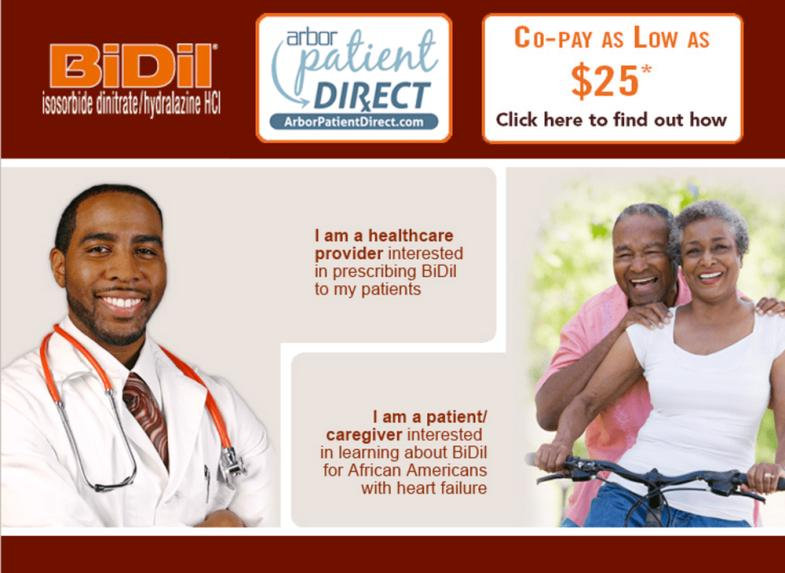 BiDil®
isosorbide dinitrate/hydralazine HCl
arbor
patient
DIRECT
ArborPatientDirect.com
CO-PAY AS LOW AS
$25*
Click here to find out how
I am a healthcare
provider interested
in prescribing BiDil
to my patients
I am a patient/
caregiver interested
in learning about BiDil
for African Americans
with heart failure